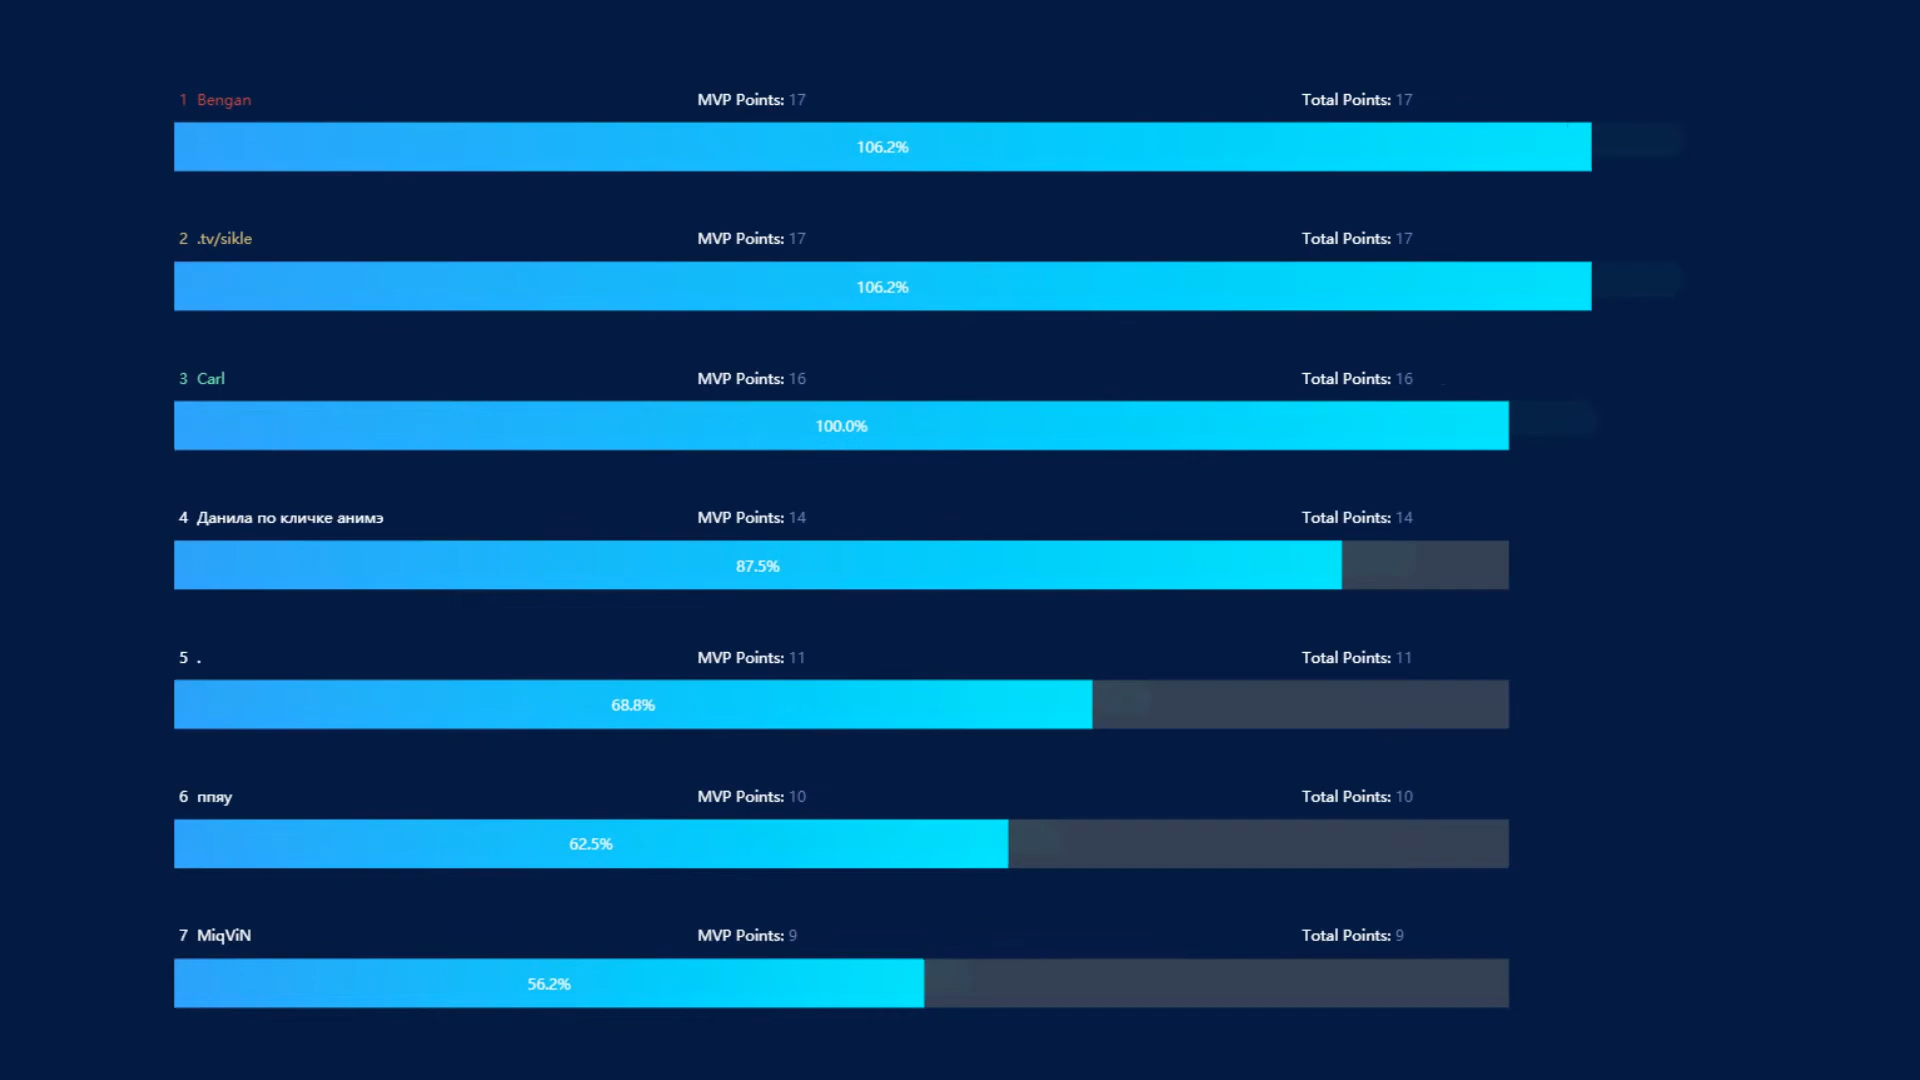 1 Bengan MVP Points: 17 Total Points: 17
106.2%
2 .tv/sikle MVP Points: 17 Total Points: 17
106.2%
3 Carl MVP Points: 16 Total Points: 16
100.0%
4 Данила по кличке анимэ MVP Points: 14 Total Points: 14
87.5%
5 . MVP Points: 11 Total Points: 11
68.8%
6 ппяу MVP Points: 10 Total Points: 10
62.5%
7 MiqViN MVP Points: 9 Total Points: 9
56.2%